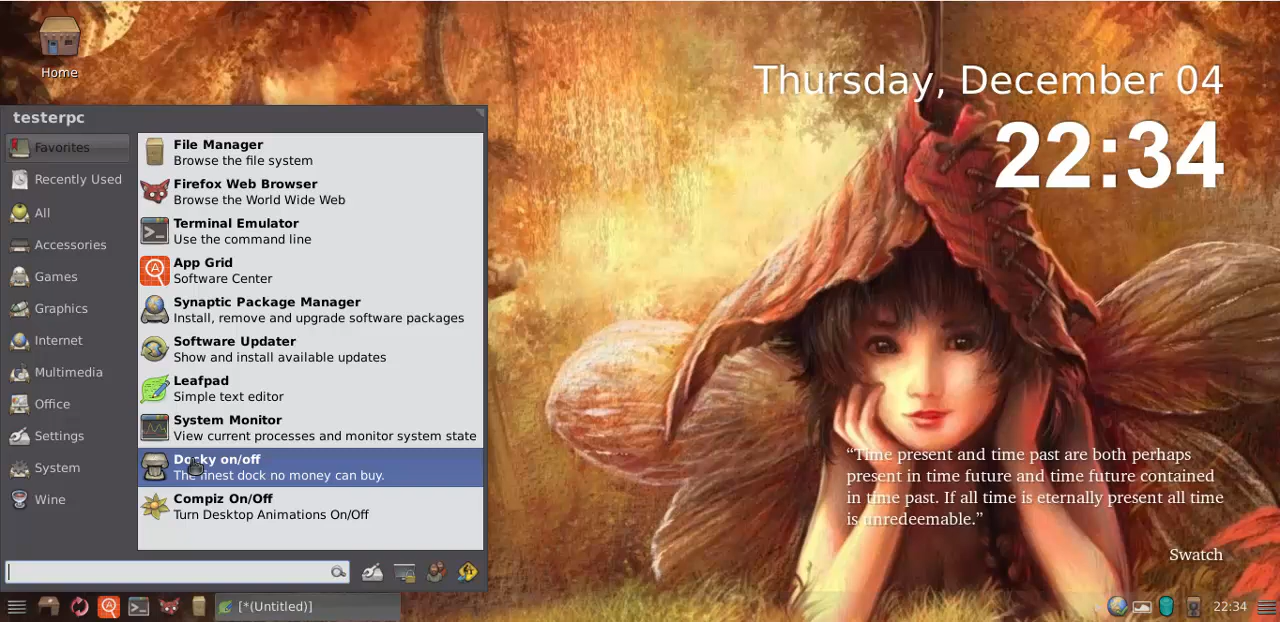 Home
Thursday, December 04
22:34
testerpc
Favorites
Recently Used
All
Accessories
Games
Graphics
Internet
Multimedia
Office
Settings
System
Wine
File Manager
Browse the file system
Firefox Web Browser
Browse the World Wide Web
Terminal Emulator
Use the command line
App Grid
Software Center
Synaptic Package Manager
Install, remove and upgrade software packages
Software Updater
Show and install available updates
Leafpad
Simple text editor
System Monitor
View current processes and monitor system state
Docky on/off
The finest dock no money can buy.
Compiz On/Off
Turn Desktop Animations On/Off
“Time present and time past are both perhaps
present in time future and time future contained
in time past. If all time is eternally present all time
is unredeemable.”
Swatch
[*(Untitled)]
22:34